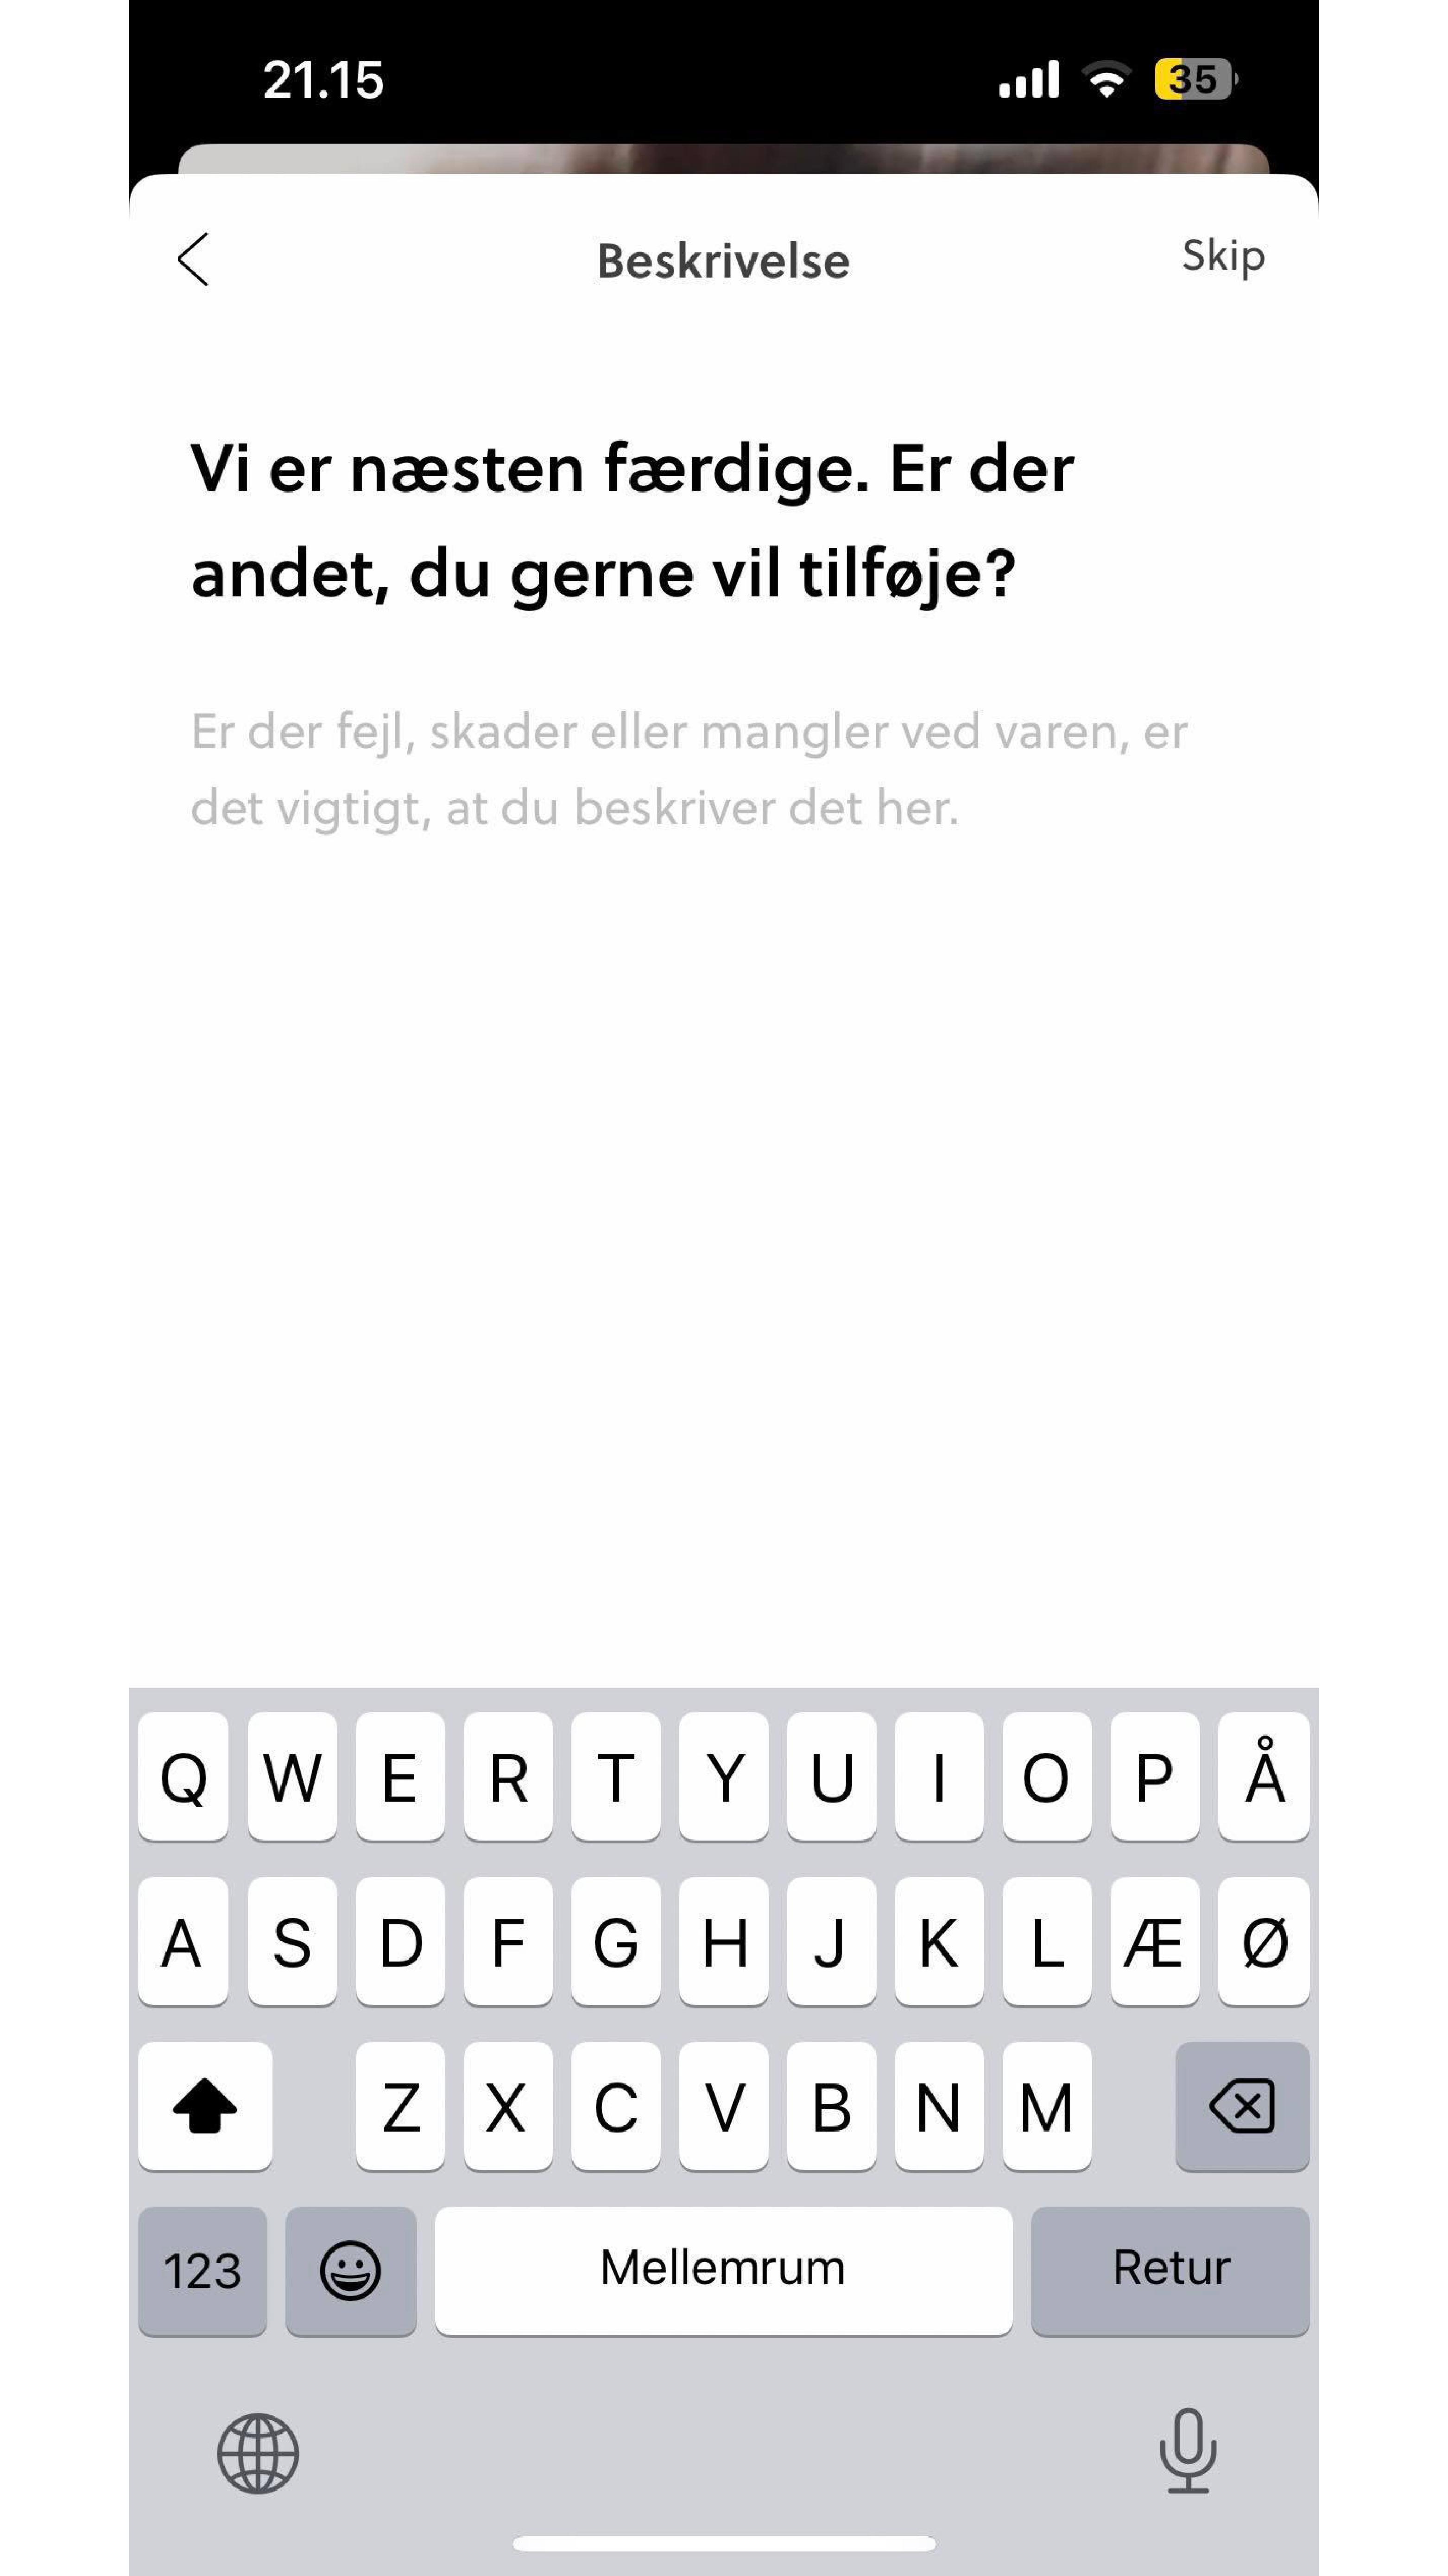 21.15
35
Beskrivelse
Skip
Vi er næsten færdige. Er der
andet, du gerne vil tilføje?
Er der fejl, skader eller mangler ved varen, er
det vigtigt, at du beskriver det her.
Q W E R T Y U I O P Å
A S D F G H J K L Æ Ø
Z X C V B N M
123
Mellemrum
Retur